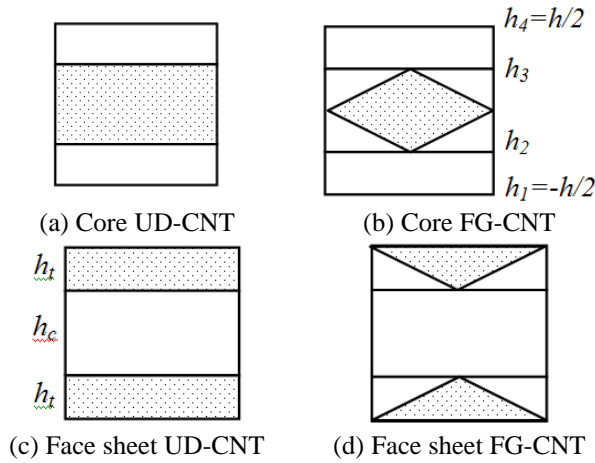 h₄=h/2
h₃
h₂
h₁=-h/2
(a) Core UD-CNT
(b) Core FG-CNT
hₜ
h꜀
hₜ
(c) Face sheet UD-CNT
(d) Face sheet FG-CNT